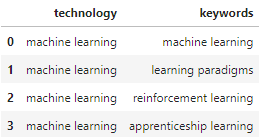 technology keywords
0 machine learning machine learning
1 machine learning learning paradigms
2 machine learning reinforcement learning
3 machine learning apprenticeship learning